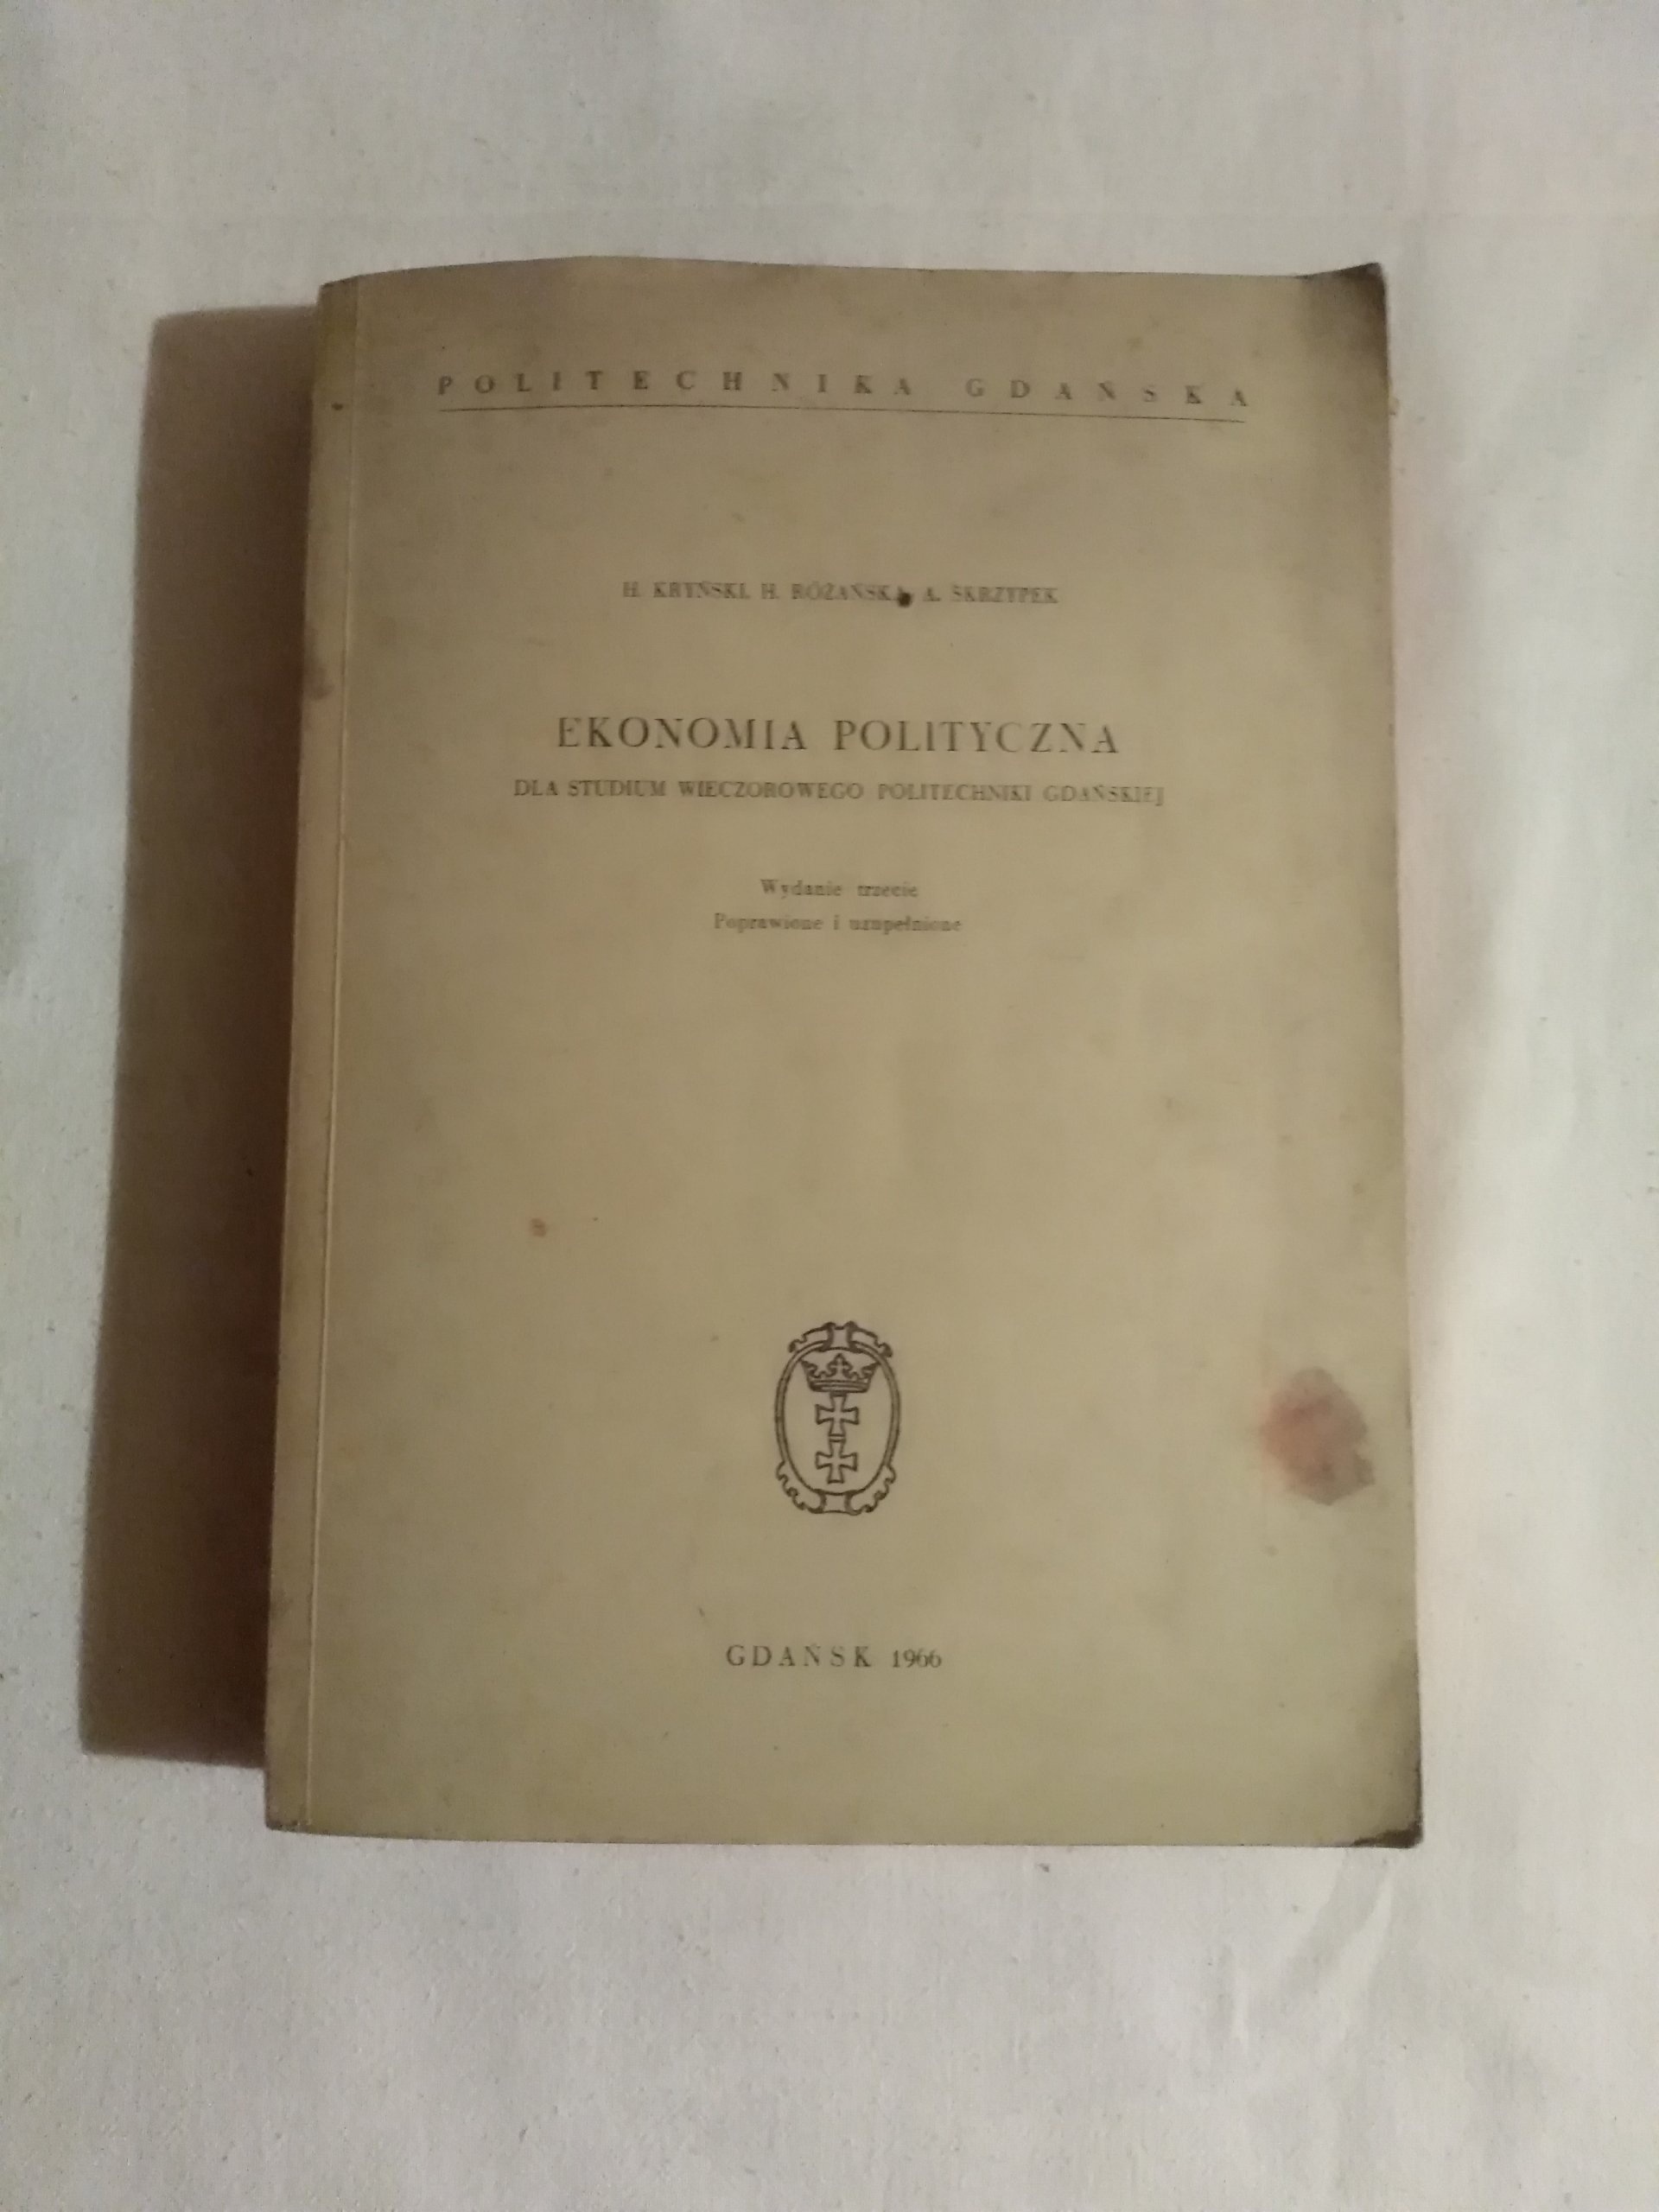 POLITECHNIKA GDAŃSKA
H. KRYŃSKI, H. RÓŻAŃSKA, A. SKRZYPEK
EKONOMIA POLITYCZNA
DLA STUDIUM WIECZOROWEGO POLITECHNIKI GDAŃSKIEJ
Wydanie trzecie
Poprawione i uzupełnione
GDAŃSK 1966